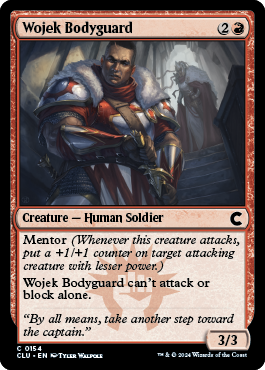 Wojek Bodyguard 2
Creature — Human Soldier
Mentor (Whenever this creature attacks,
put a +1/+1 counter on target attacking
creature with lesser power.)
Wojek Bodyguard can't attack or
block alone.
"By all means, take another step toward
the captain."
3/3
C 0154
CLU • EN Tyler Walpole
™ & © 2024 Wizards of the Coast